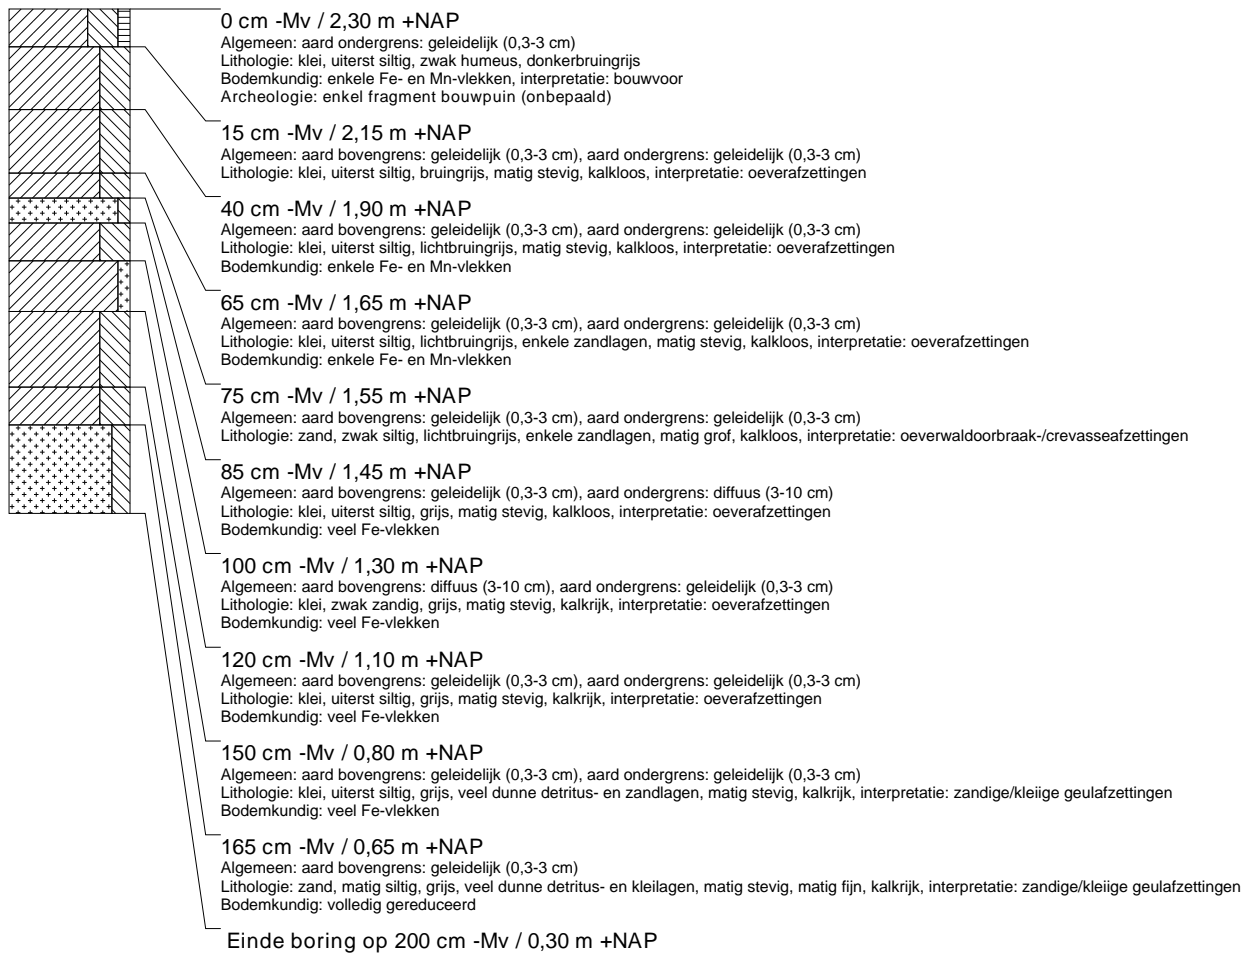 0 cm -Mv / 2,30 m +NAP
Algemeen: aard ondergrens: geleidelijk (0,3-3 cm)
Lithologie: klei, uiterst siltig, zwak humeus, donkerbruingrijs
Bodemkundig: enkele Fe- en Mn-vlekken, interpretatie: bouwvoor
Archeologie: enkel fragment bouwpuin (onbepaald)
15 cm -Mv / 2,15 m +NAP
Algemeen: aard bovengrens: geleidelijk (0,3-3 cm), aard ondergrens: geleidelijk (0,3-3 cm)
Lithologie: klei, uiterst siltig, bruingrijs, matig stevig, kalkloos, interpretatie: oeverafzettingen
40 cm -Mv / 1,90 m +NAP
Algemeen: aard bovengrens: geleidelijk (0,3-3 cm), aard ondergrens: geleidelijk (0,3-3 cm)
Lithologie: klei, uiterst siltig, lichtbruingrijs, matig stevig, kalkloos, interpretatie: oeverafzettingen
Bodemkundig: enkele Fe- en Mn-vlekken
65 cm -Mv / 1,65 m +NAP
Algemeen: aard bovengrens: geleidelijk (0,3-3 cm), aard ondergrens: geleidelijk (0,3-3 cm)
Lithologie: klei, uiterst siltig, lichtbruingrijs, enkele zandlagen, matig stevig, kalkloos, interpretatie: oeverafzettingen
Bodemkundig: enkele Fe- en Mn-vlekken
75 cm -Mv / 1,55 m +NAP
Algemeen: aard bovengrens: geleidelijk (0,3-3 cm), aard ondergrens: geleidelijk (0,3-3 cm)
Lithologie: zand, zwak siltig, lichtbruingrijs, enkele zandlagen, matig grof, kalkloos, interpretatie: oeverwaldoorbraak-/crevasseafzettingen
85 cm -Mv / 1,45 m +NAP
Algemeen: aard bovengrens: geleidelijk (0,3-3 cm), aard ondergrens: diffuus (3-10 cm)
Lithologie: klei, uiterst siltig, grijs, matig stevig, kalkloos, interpretatie: oeverafzettingen
Bodemkundig: veel Fe-vlekken
100 cm -Mv / 1,30 m +NAP
Algemeen: aard bovengrens: diffuus (3-10 cm), aard ondergrens: geleidelijk (0,3-3 cm)
Lithologie: klei, zwak zandig, grijs, matig stevig, kalkrijk, interpretatie: oeverafzettingen
Bodemkundig: veel Fe-vlekken
120 cm -Mv / 1,10 m +NAP
Algemeen: aard bovengrens: geleidelijk (0,3-3 cm), aard ondergrens: geleidelijk (0,3-3 cm)
Lithologie: klei, uiterst siltig, grijs, matig stevig, kalkrijk, interpretatie: oeverafzettingen
Bodemkundig: veel Fe-vlekken
150 cm -Mv / 0,80 m +NAP
Algemeen: aard bovengrens: geleidelijk (0,3-3 cm), aard ondergrens: geleidelijk (0,3-3 cm)
Lithologie: klei, uiterst siltig, grijs, veel dunne detritus- en zandlagen, matig stevig, kalkrijk, interpretatie: zandige/kleiige geulafzettingen
Bodemkundig: veel Fe-vlekken
165 cm -Mv / 0,65 m +NAP
Algemeen: aard bovengrens: geleidelijk (0,3-3 cm)
Lithologie: zand, matig siltig, grijs, veel dunne detritus- en kleilagen, matig stevig, matig fijn, kalkrijk, interpretatie: zandige/kleiige geulafzettingen
Bodemkundig: volledig gereduceerd
Einde boring op 200 cm -Mv / 0,30 m +NAP